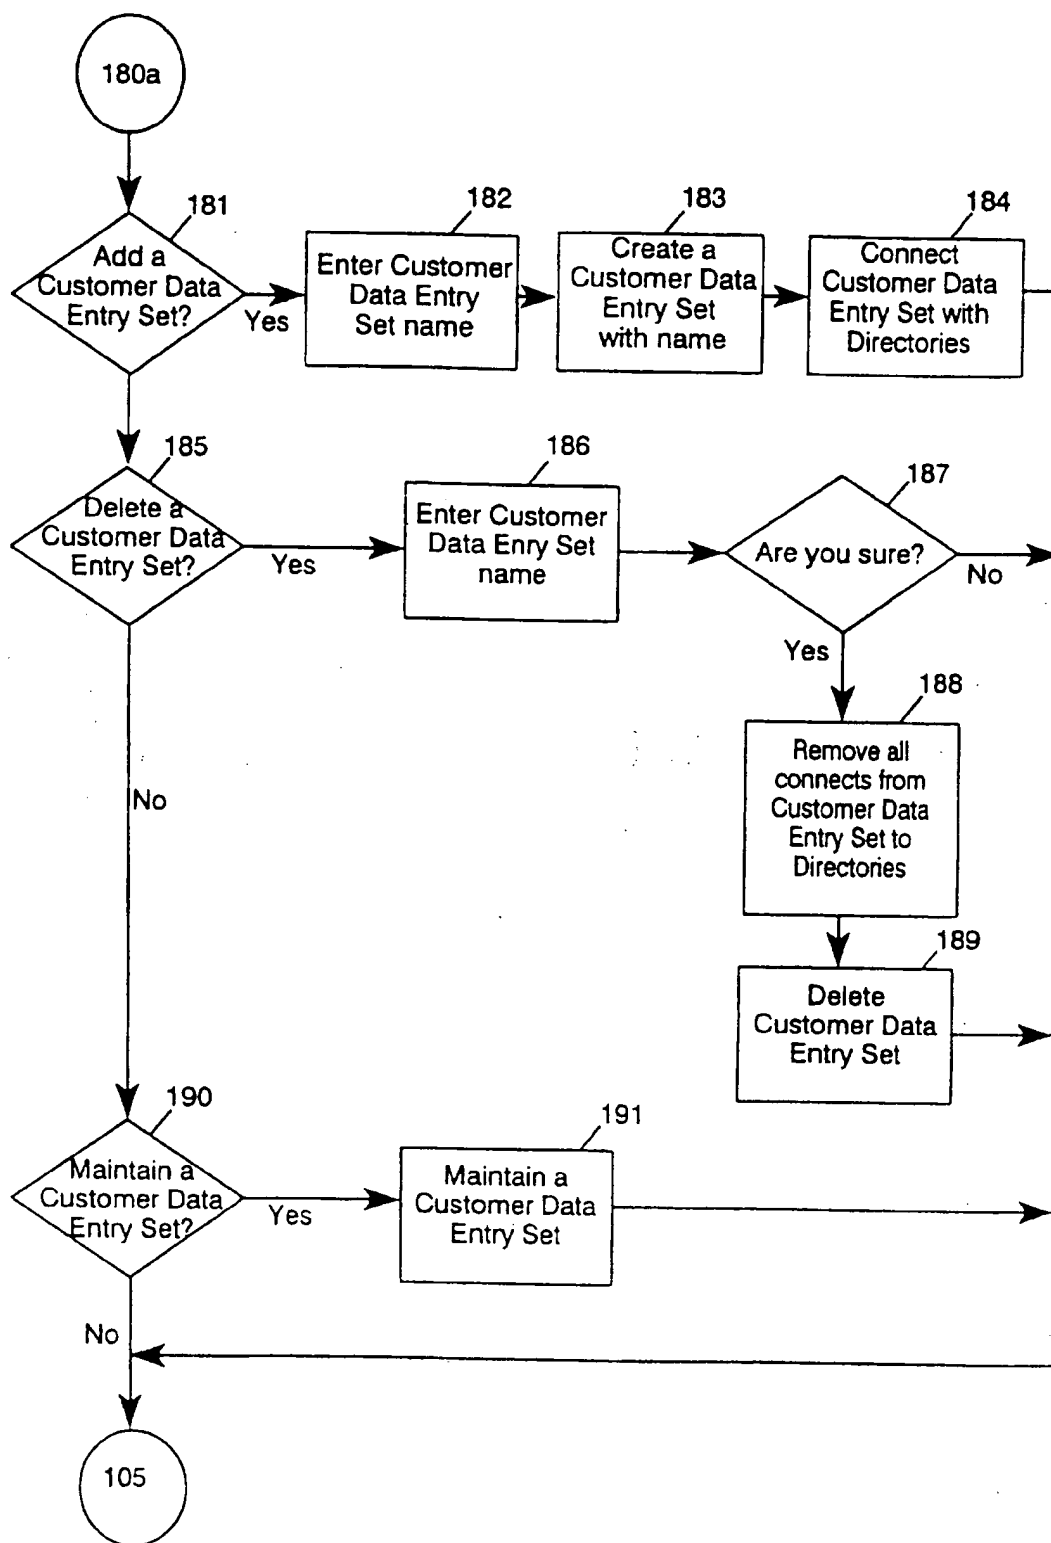 180a
181
Add a
Customer Data
Entry Set?
Yes
182
Enter Customer
Data Entry
Set name
183
Create a
Customer Data
Entry Set
with name
184
Connect
Customer Data
Entry Set with
Directories
185
Delete a
Customer Data
Entry Set?
Yes
186
Enter Customer
Data Enry Set
name
187
Are you sure?
No
Yes
188
Remove all
connects from
Customer Data
Entry Set to
Directories
No
189
Delete
Customer Data
Entry Set
190
Maintain a
Customer Data
Entry Set?
Yes
191
Maintain a
Customer Data
Entry Set
No
105